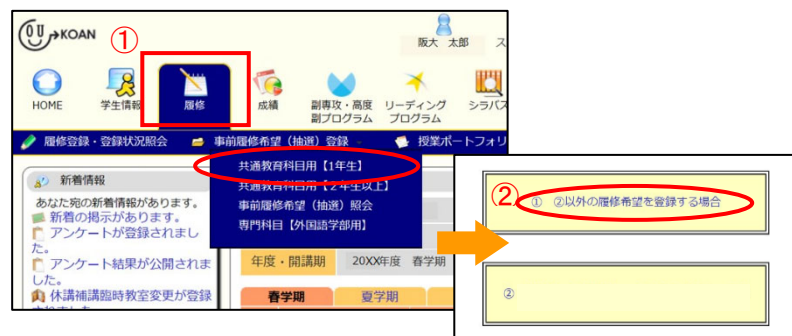 OU→KOAN
①
阪大 太郎 ス
HOME 学生情報 履修 成績 副専攻・高度副プログラム リーディングプログラム シラバス
履修登録・登録状況照会 事前履修希望（抽選）登録 授業ポートフォリ
共通教育科目用【1年生】
共通教育科目用【2年生以上】
事前履修希望（抽選）照会
専門科目【外国語学部用】
新着情報
あなた宛の新着情報があります。
新着の掲示があります。
アンケートが登録されました。
アンケート結果が公開されました。
休講補講臨時教室変更が登録
年度・開講期 20XX年度 春学期
春学期 夏学期
②
① ②以外の履修希望を登録する場合
②